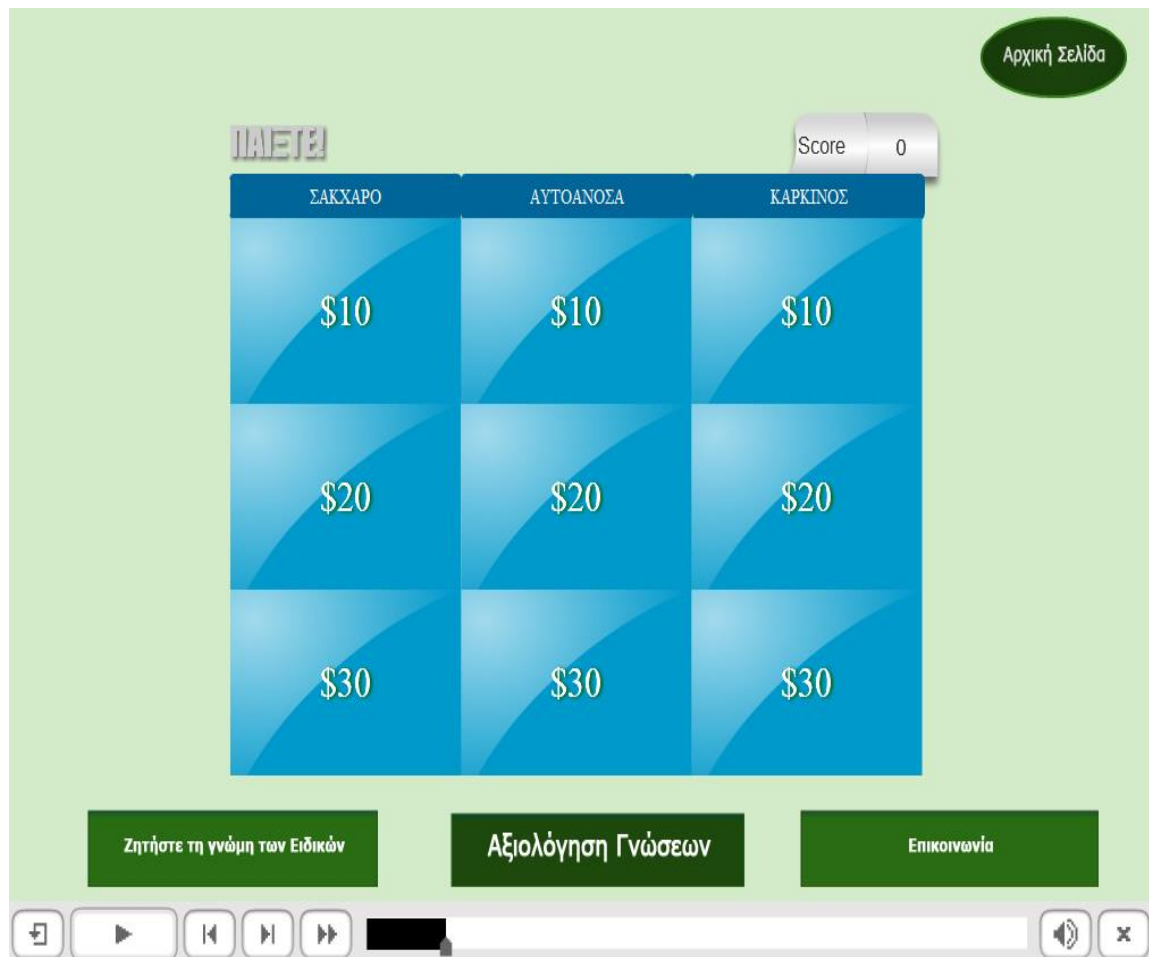 Αρχική Σελίδα
ΠΑΙΞΤΕ!
Score 0
ΣΑΚΧΑΡΟ ΑΥΤΟΑΝΟΣΑ ΚΑΡΚΙΝΟΣ
$10 $10 $10
$20 $20 $20
$30 $30 $30
Ζητήστε τη γνώμη των Ειδικών Αξιολόγηση Γνώσεων Επικοινωνία